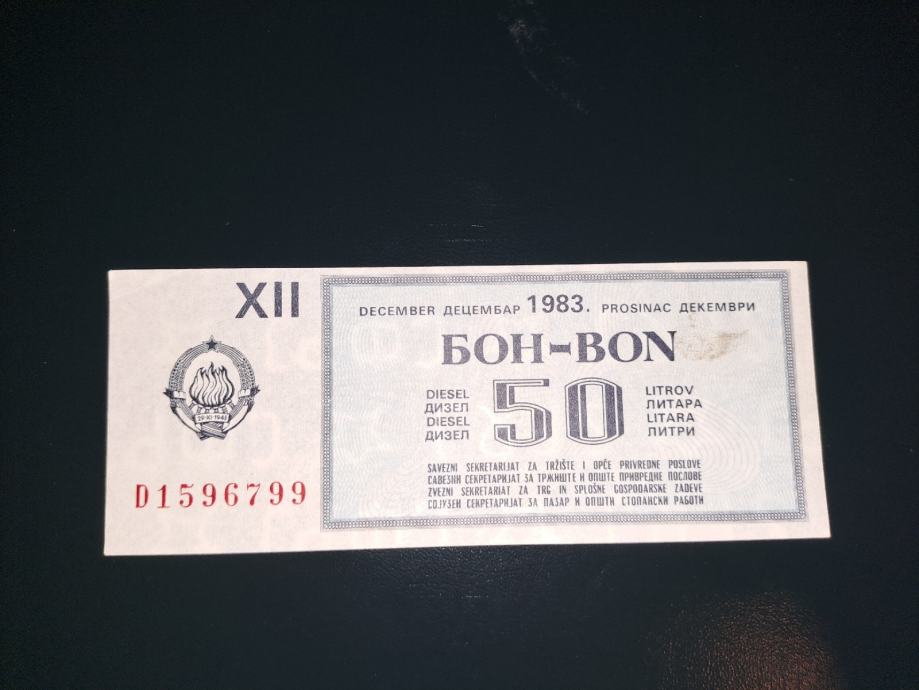 XII
DECEMBER ДЕЦЕМБАР 1983. PROSINAC ДЕКЕМВРИ
БОН-BON
DIESEL 50 LITROV
ДИЗЕЛ ЛИТАРА
DIESEL LITARA
ДИЗЕЛ ЛИТРИ
29·XI·1943
D1596799
SAVEZNI SEKRETARIJAT ZA TRŽIŠTE I OPĆE PRIVREDNE POSLOVE
САВЕЗНИ СЕКРЕТАРИЈАТ ЗА ТРЖИШТЕ И ОПШТЕ ПРИВРЕДНЕ ПОСЛОВЕ
ZVEZNI SEKRETARIAT ZA TRG IN SPLOŠNE GOSPODARSKE ZADEVE
СОЈУЗЕН СЕКРЕТАРИЈАТ ЗА ПАЗАР И ОПШТИ СТОПАНСКИ РАБОТИ